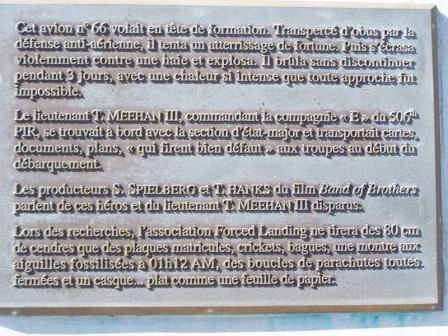 Cet avion n° 66 volait en tête de formation. Transpercé d'obus par la
défense anti-aérienne, il tenta un atterrissage de fortune. Puis s'écrasa
violemment contre une haie et explosa. Il brûla sans discontinuer
pendant 3 jours, avec une chaleur si intense que toute approche fut
impossible.
Le lieutenant T. MEEHAN III, commandant la compagnie « E » du 506th
PIR, se trouvait à bord avec la section d'état-major et transportait cartes,
documents, plans, « qui firent bien défaut » aux troupes au début du
débarquement.
Les producteurs S. SPIELBERG et T. HANKS du film Band of Brothers
parlent de ces héros et du lieutenant T. MEEHAN III disparus.
Lors des recherches, l'association Forced Landing ne tirera des 80 cm
de cendres que des plaques matricules, crickets, bagues, une montre aux
aiguilles fossilisées à 01h12 AM, des boucles de parachutes toutes
fermées et un casque... plat comme une feuille de papier.